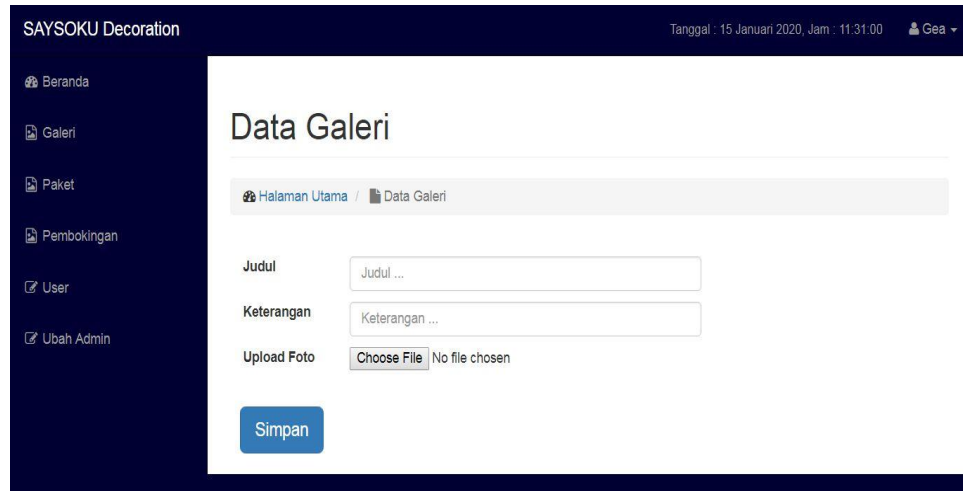 SAYSOKU Decoration
Tanggal : 15 Januari 2020, Jam : 11:31:00
Gea
Beranda
Galeri
Paket
Pembokingan
User
Ubah Admin
Data Galeri
Halaman Utama / Data Galeri
Judul
Judul ...
Keterangan
Keterangan ...
Upload Foto
Choose File No file chosen
Simpan